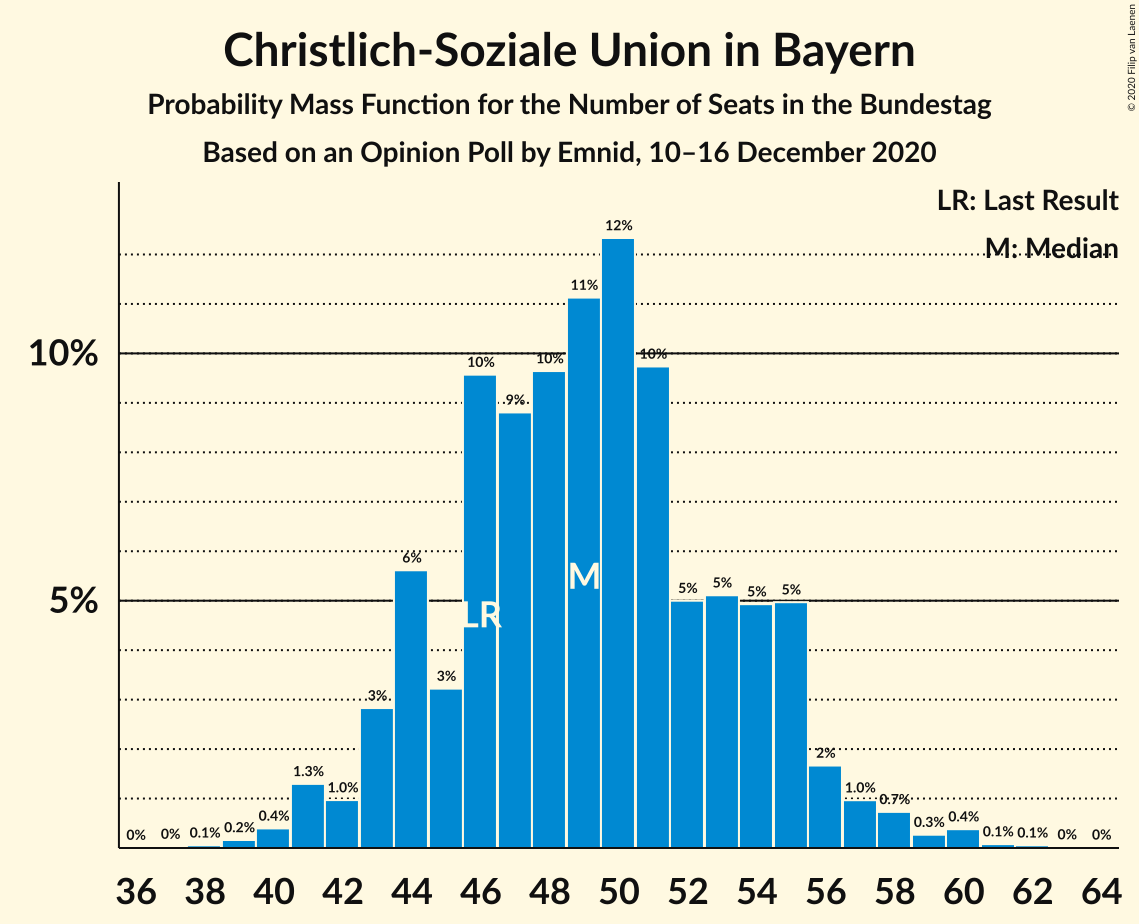 Christlich-Soziale Union in Bayern
Probability Mass Function for the Number of Seats in the Bundestag
Based on an Opinion Poll by Emnid, 10–16 December 2020
© 2020 Filip van Laenen
LR: Last Result
M: Median
10%
5%
0% 0% 0.1% 0.2% 0.4% 1.3% 1.0% 3% 6% 3% 10% 9% 10% 11% 12% 10% 5% 5% 5% 5% 2% 1.0% 0.7% 0.3% 0.4% 0.1% 0.1% 0% 0%
LR M
36 38 40 42 44 46 48 50 52 54 56 58 60 62 64